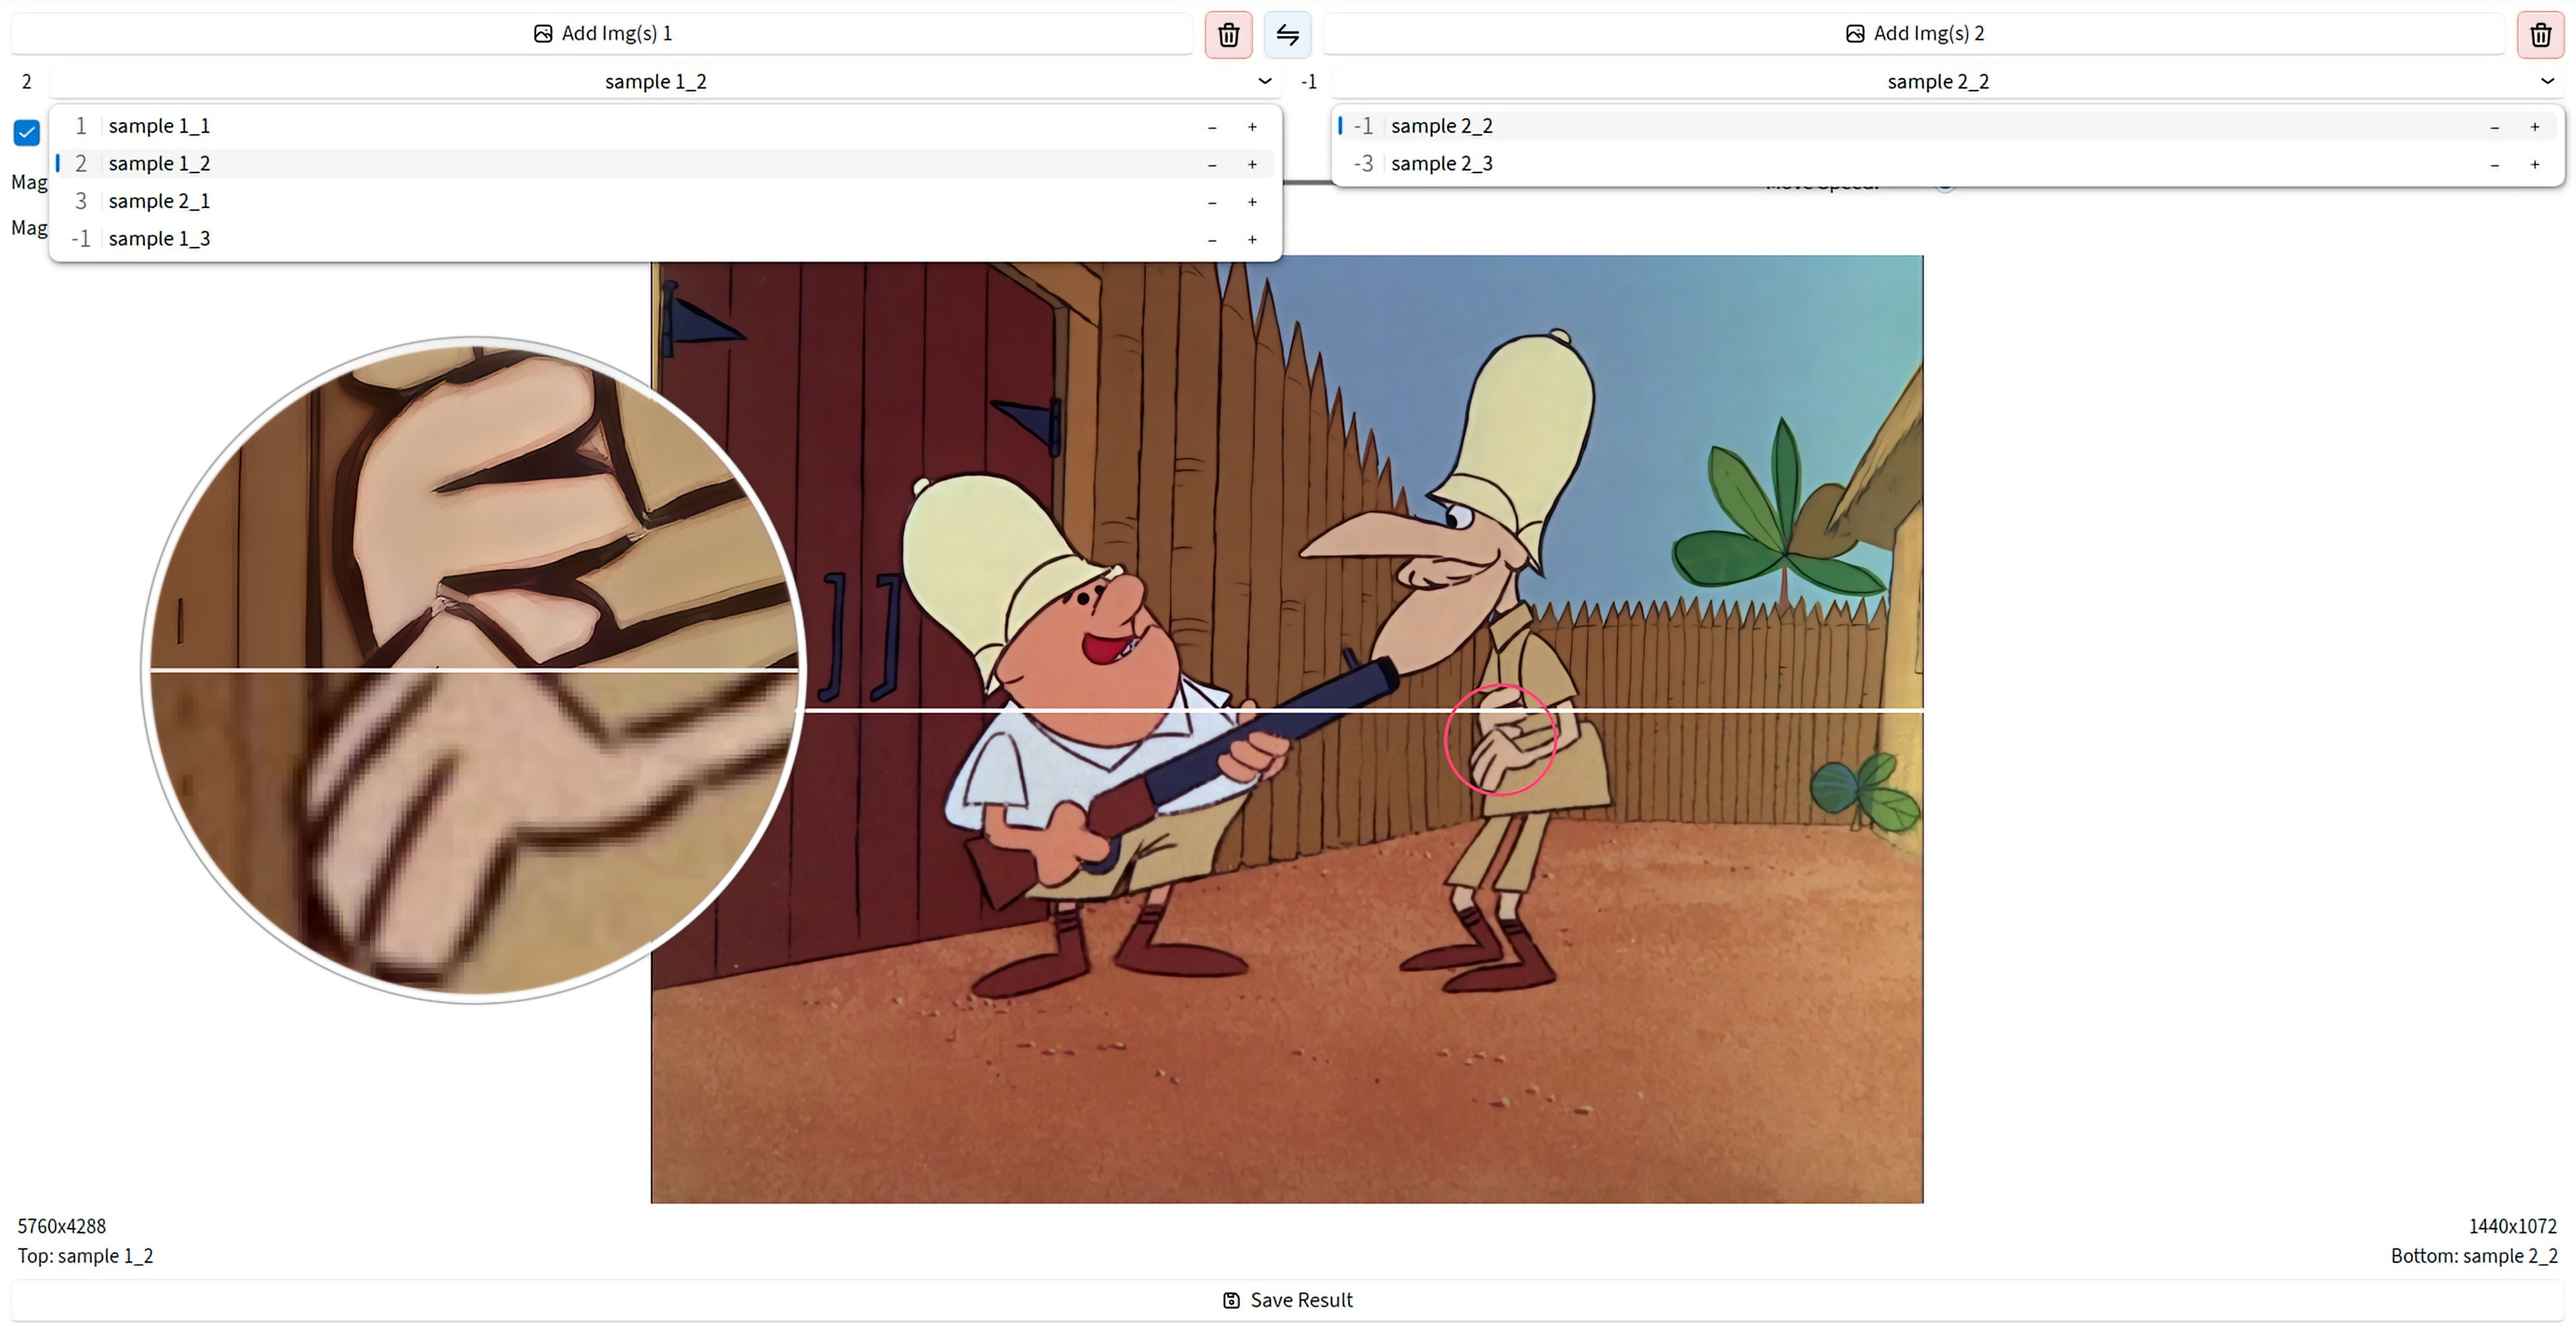 Add Img(s) 1
Add Img(s) 2
2 sample 1_2
-1 sample 2_2
1 sample 1_1 - +
2 sample 1_2 - +
3 sample 2_1 - +
-1 sample 1_3 - +
-1 sample 2_2 - +
-3 sample 2_3 - +
Mag
Move Speed:
Mag
5760x4288
1440x1072
Top: sample 1_2
Bottom: sample 2_2
Save Result